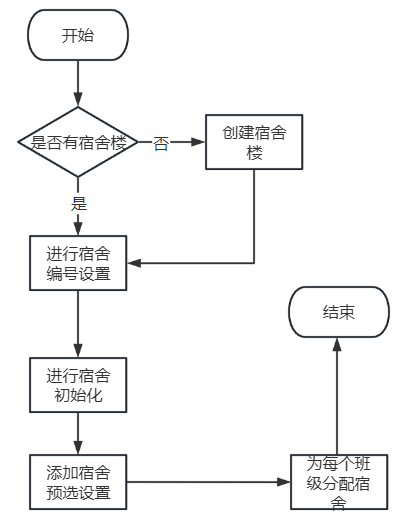 开始
是否有宿舍楼
否
创建宿舍
楼
是
进行宿舍
编号设置
结束
进行宿舍
初始化
添加宿舍
预选设置
为每个班
级分配宿
舍